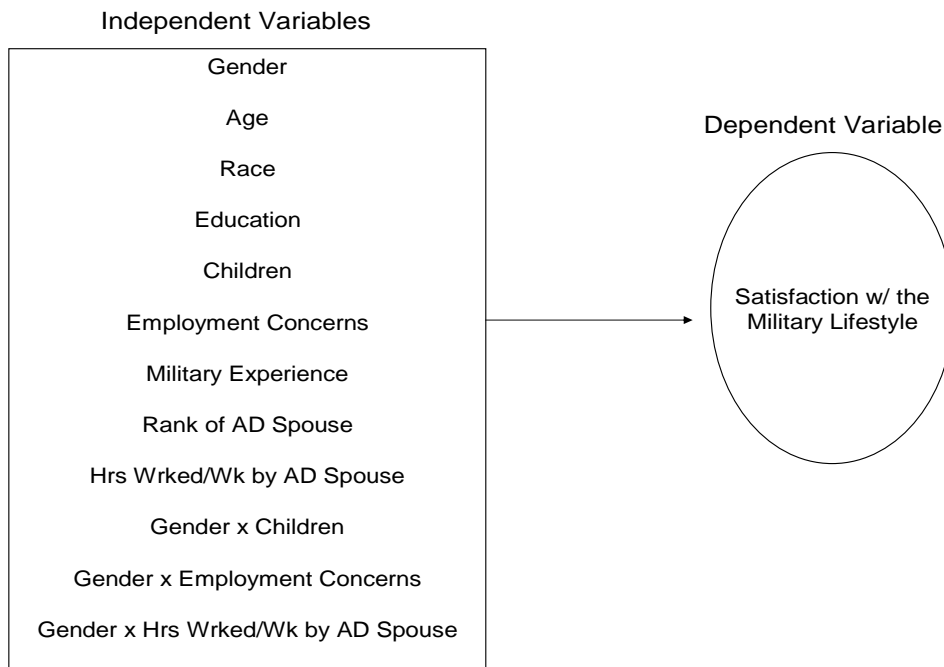 Independent Variables
Gender
Age
Race
Education
Children
Employment Concerns
Military Experience
Rank of AD Spouse
Hrs Wrked/Wk by AD Spouse
Gender x Children
Gender x Employment Concerns
Gender x Hrs Wrked/Wk by AD Spouse
Dependent Variable
Satisfaction w/ the
Military Lifestyle